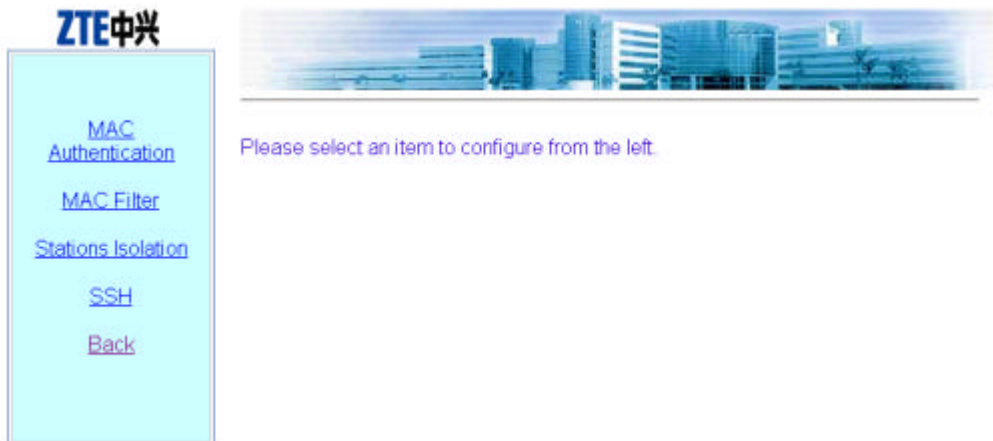 ZTE中兴
MAC
Authentication
MAC Filter
Stations Isolation
SSH
Back
Please select an item to configure from the left.